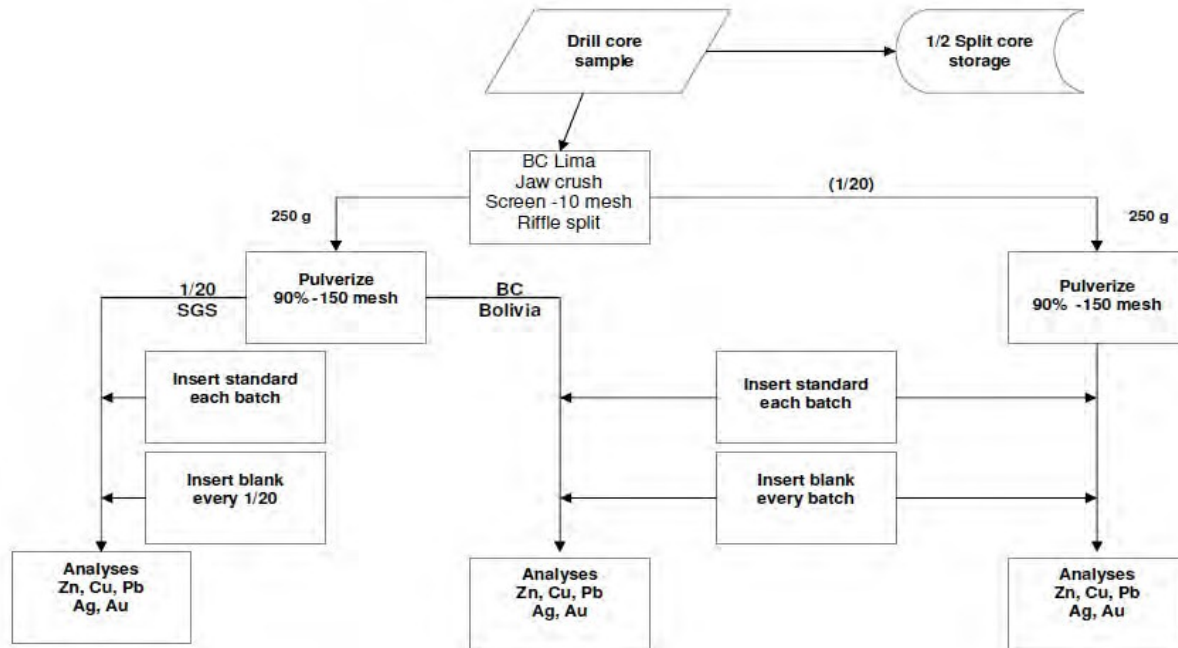 Drill core
sample
1/2 Split core
storage
BC Lima
Jaw crush
Screen -10 mesh
Riffle split
(1/20)
250 g
250 g
Pulverize
90% -150 mesh
1/20
SGS
BC
Bolivia
Pulverize
90% -150 mesh
Insert standard
each batch
Insert standard
each batch
Insert blank
every 1/20
Insert blank
every batch
Analyses
Zn, Cu, Pb
Ag, Au
Analyses
Zn, Cu, Pb
Ag, Au
Analyses
Zn, Cu, Pb
Ag, Au